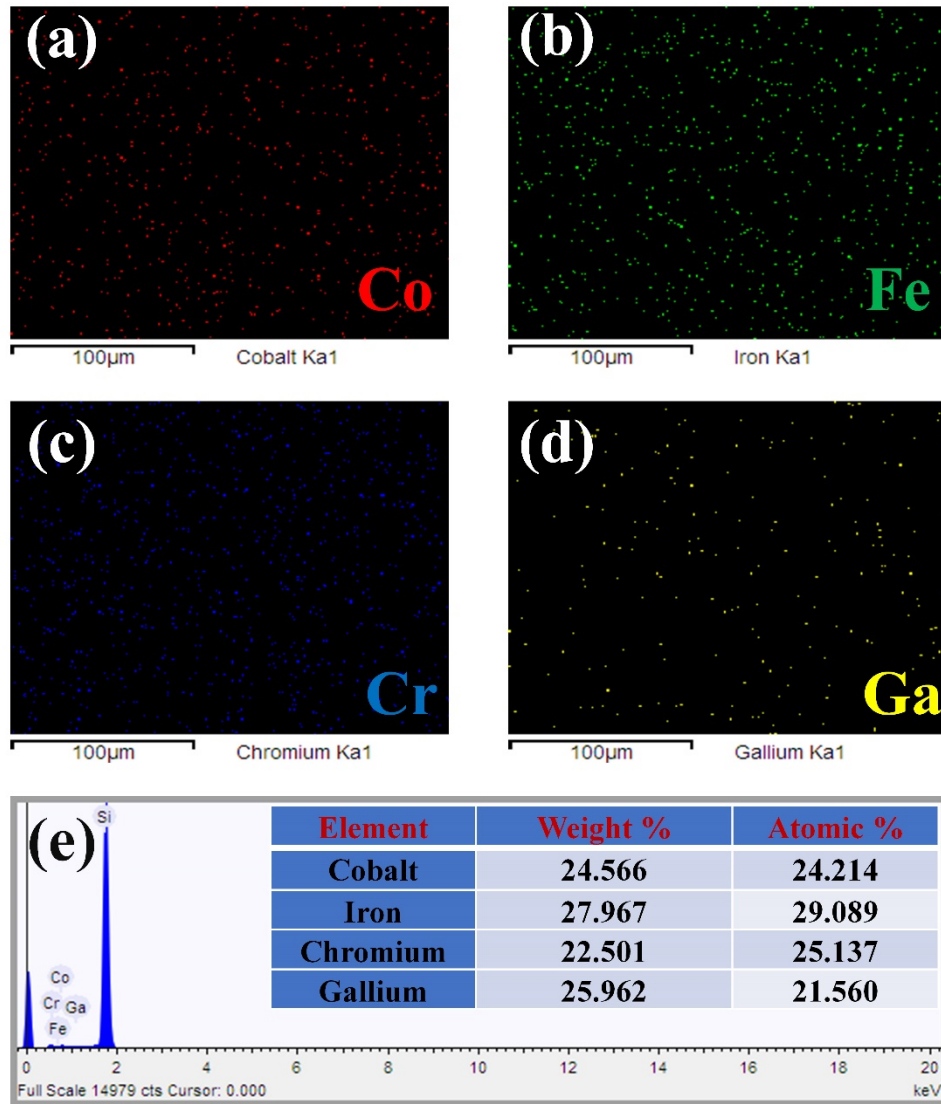 (a)
Co
100µm Cobalt Ka1
(b)
Fe
100µm Iron Ka1
(c)
Cr
100µm Chromium Ka1
(d)
Ga
100µm Gallium Ka1
(e)
Si
Co
Cr Ga
Fe
Element Weight % Atomic %
Cobalt 24.566 24.214
Iron 27.967 29.089
Chromium 22.501 25.137
Gallium 25.962 21.560
0 2 4 6 8 10 12 14 16 18 20
Full Scale 14979 cts Cursor: 0.000 keV